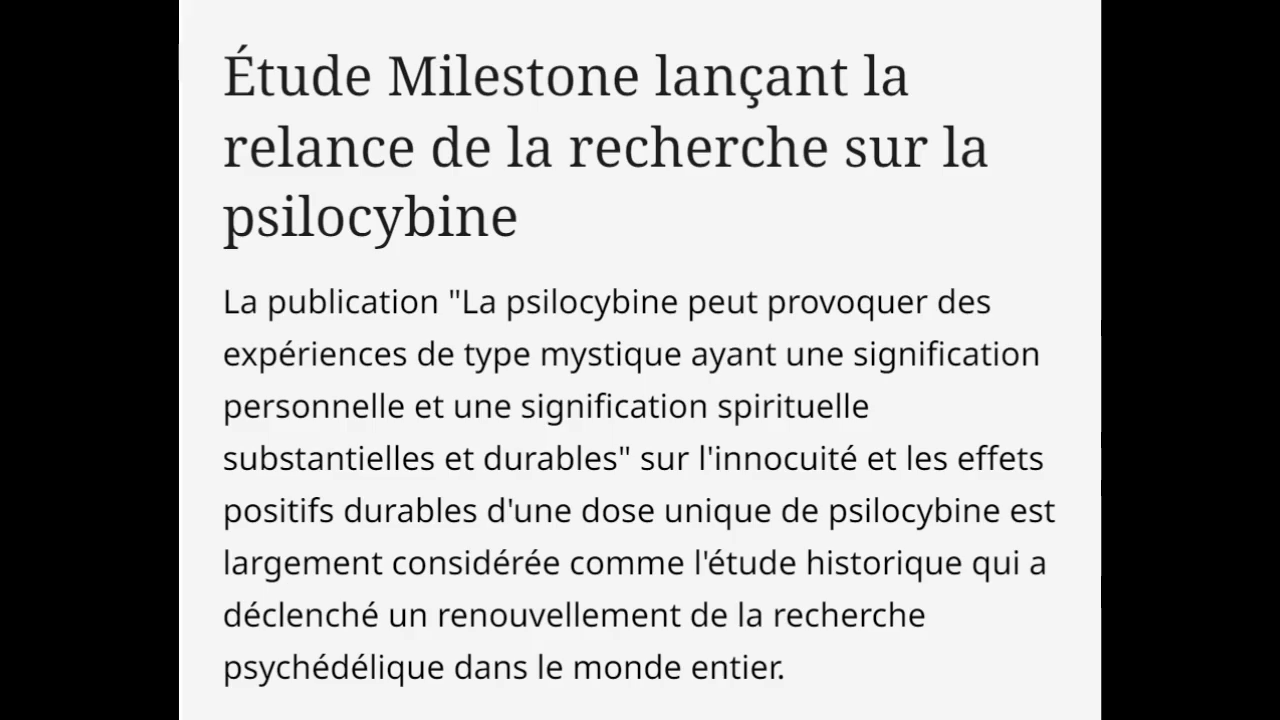 Étude Milestone lançant la
relance de la recherche sur la
psilocybine
La publication "La psilocybine peut provoquer des
expériences de type mystique ayant une signification
personnelle et une signification spirituelle
substantielles et durables" sur l'innocuité et les effets
positifs durables d'une dose unique de psilocybine est
largement considérée comme l'étude historique qui a
déclenché un renouvellement de la recherche
psychédélique dans le monde entier.